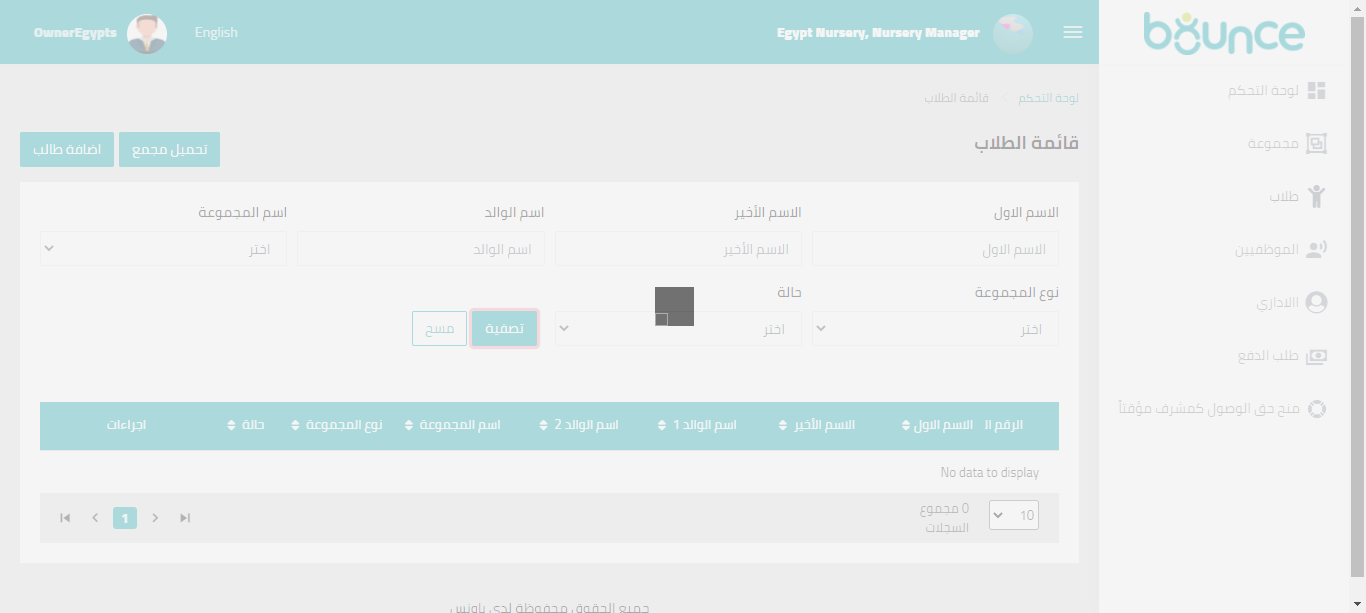 bounce
Egypt Nursery, Nursery Manager
English
OwnerEgypts
لوحة التحكم
مجموعة
طلاب
الموظفيين
االاداري
طلب الدفع
منح حق الوصول كمشرف مؤقتاً
لوحة التحكم
قائمة الطلاب
قائمة الطلاب
تحميل مجمع
اضافة طالب
الاسم الاول
الاسم الأخير
اسم الوالد
اسم المجموعة
الاسم الاول
الاسم الأخير
اسم الوالد
اختر
نوع المجموعة
حالة
اختر
اختر
تصفية
مسح
الرقم ال الاسم الاول الاسم الأخير اسم الوالد 1 اسم الوالد 2 اسم المجموعة نوع المجموعة حالة اجراءات
No data to display
10
0 مجموع
السجلات
1
جميع الحقوق محفوظة لدى باونس